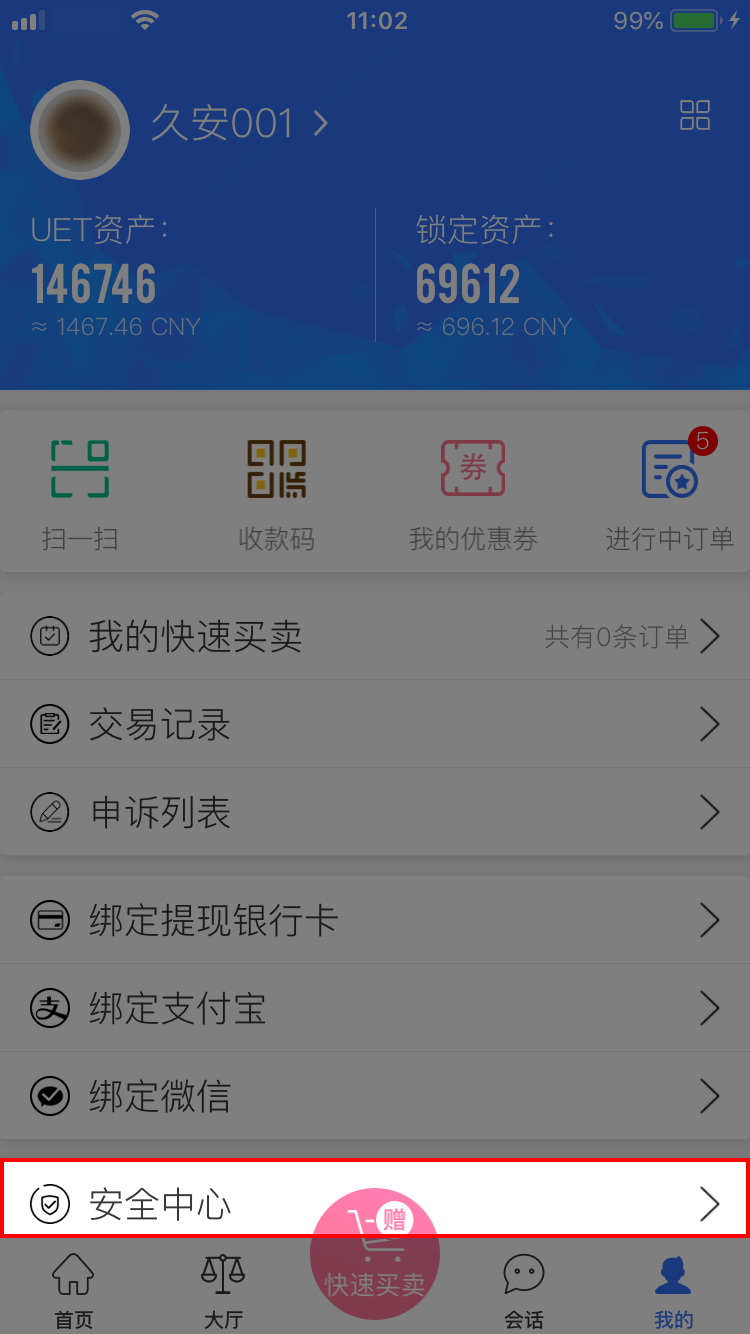 11:02 99%
久安001
UET资产: 锁定资产:
146746 69612
≈ 1467.46 CNY ≈ 696.12 CNY
券 5
扫一扫 收款码 我的优惠券 进行中订单
我的快速买卖 共有0条订单
交易记录
申诉列表
绑定提现银行卡
支 绑定支付宝
绑定微信
安全中心
赠
快速买卖
首页 大厅 会话 我的